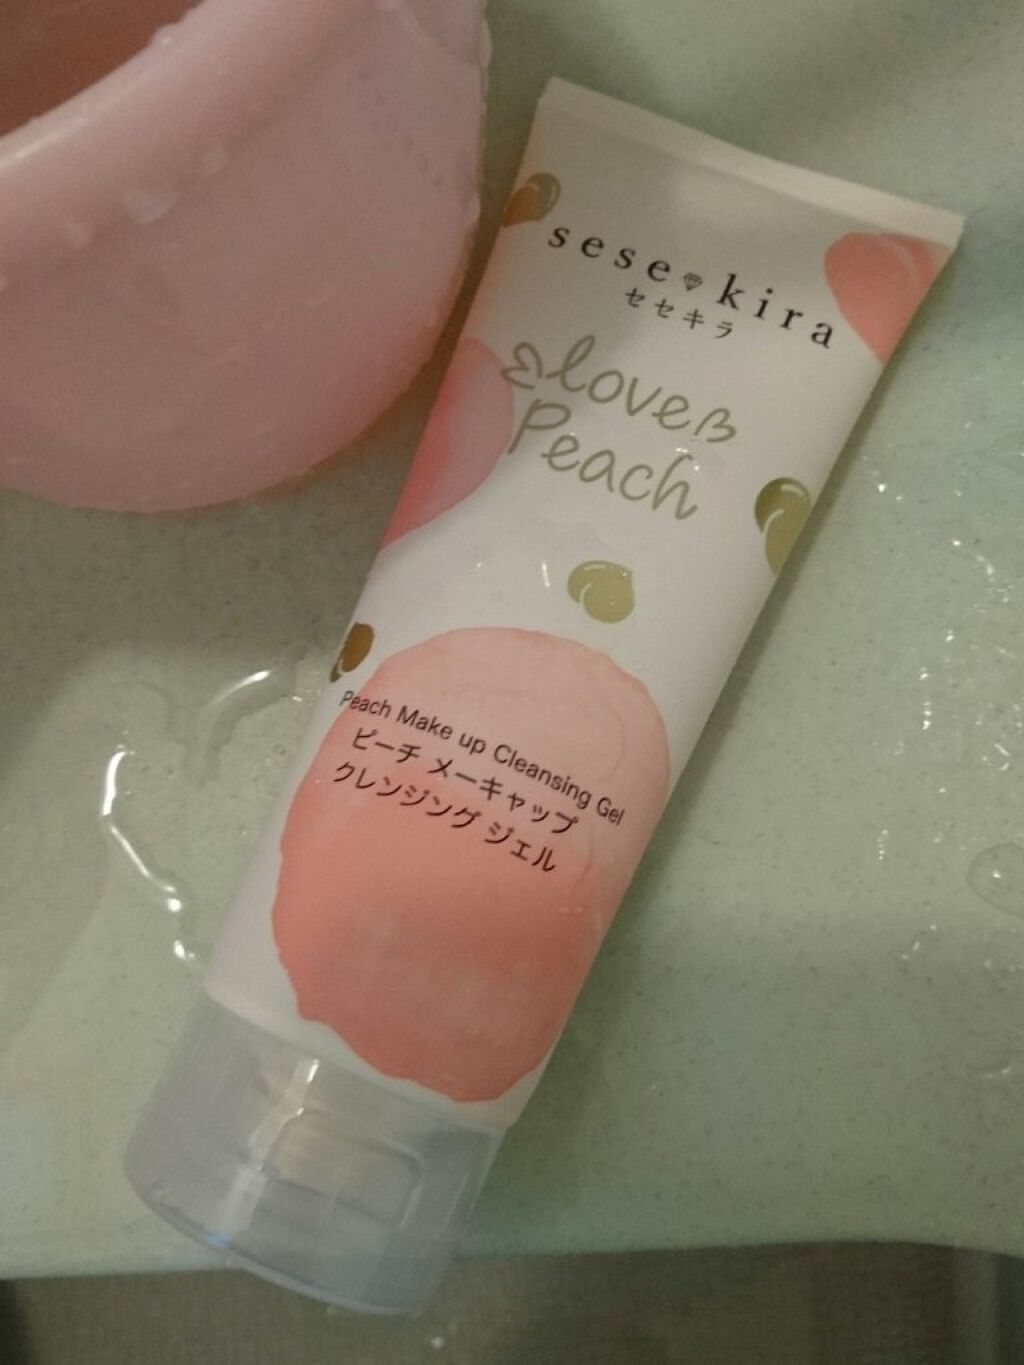 sese kira
セセキラ
love
Peach
Peach Make up Cleansing Gel
ピーチ メーキャップ
クレンジング ジェル